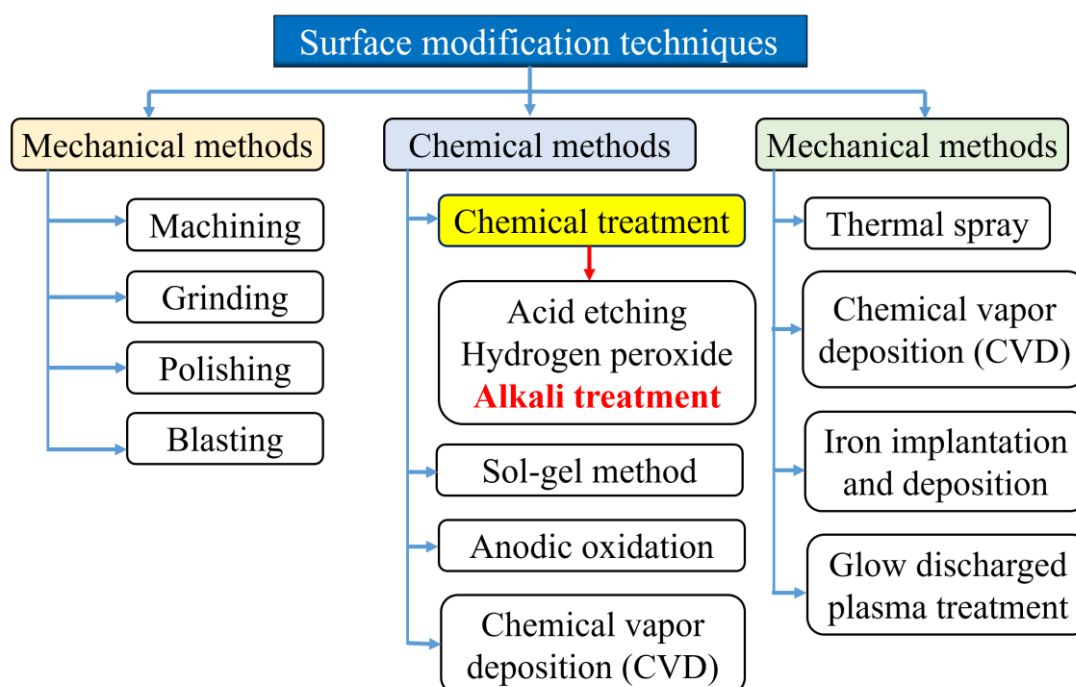 Surface modification techniques
Mechanical methods
Machining
Grinding
Polishing
Blasting
Chemical methods
Chemical treatment
Acid etching
Hydrogen peroxide
Alkali treatment
Sol-gel method
Anodic oxidation
Chemical vapor
deposition (CVD)
Mechanical methods
Thermal spray
Chemical vapor
deposition (CVD)
Iron implantation
and deposition
Glow discharged
plasma treatment